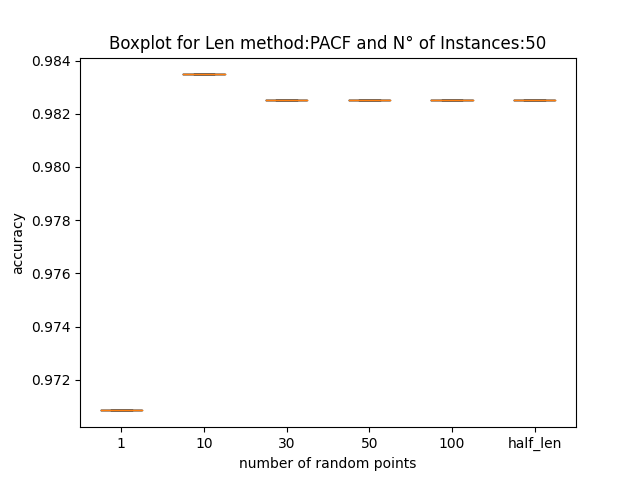 Boxplot for Len method:PACF and N° of Instances:50
0.984
0.982
0.980
0.978
0.976
0.974
0.972
accuracy
1 10 30 50 100 half_len
number of random points